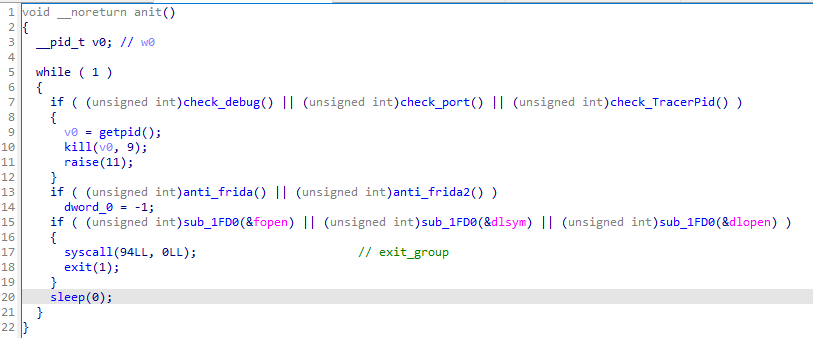 1 void __noreturn anit()
2 {
3   __pid_t v0; // w0
4
5   while ( 1 )
6   {
7     if ( (unsigned int)check_debug() || (unsigned int)check_port() || (unsigned int)check_TracerPid() )
8     {
9       v0 = getpid();
10       kill(v0, 9);
11       raise(11);
12     }
13     if ( (unsigned int)anti_frida() || (unsigned int)anti_frida2() )
14       dword_0 = -1;
15     if ( (unsigned int)sub_1FD0(&fopen) || (unsigned int)sub_1FD0(&dlsym) || (unsigned int)sub_1FD0(&dlopen) )
16     {
17       syscall(94LL, 0LL);                       // exit_group
18       exit(1);
19     }
20     sleep(0);
21   }
22 }